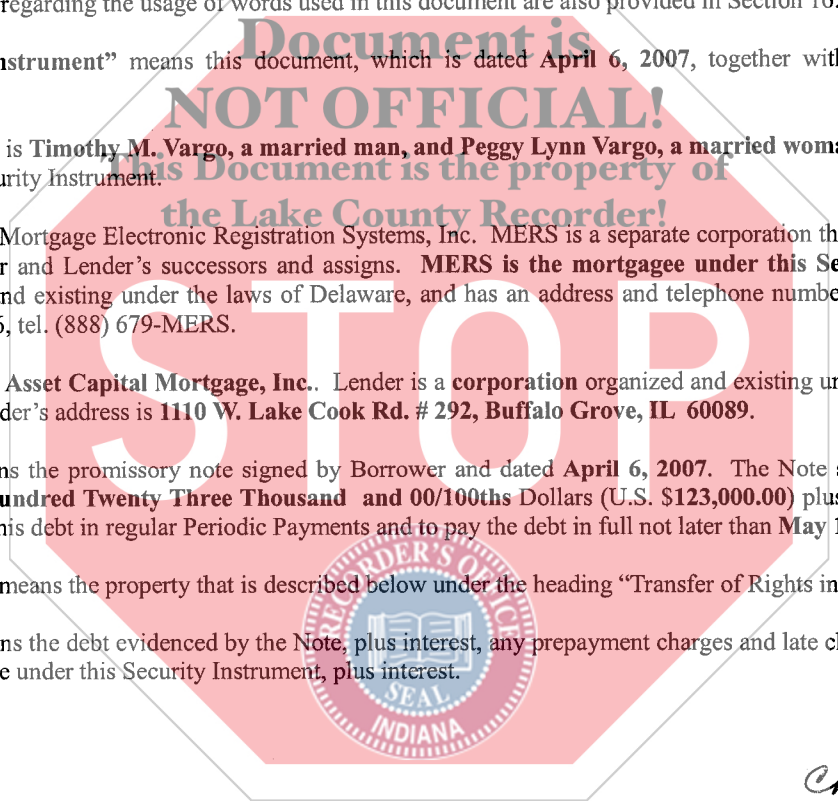 regarding the usage of words used in this document are also provided in Section 16.
Document is
nstrument” means this document, which is dated April 6, 2007, together with
NOT OFFICIAL!
is Timothy M. Vargo, a married man, and Peggy Lynn Vargo, a married woma
This Document is the property of
urity Instrument.
the Lake County Recorder!
Mortgage Electronic Registration Systems, Inc. MERS is a separate corporation th
r and Lender’s successors and assigns. MERS is the mortgagee under this Se
nd existing under the laws of Delaware, and has an address and telephone numbe
, tel. (888) 679-MERS.
STOP
Asset Capital Mortgage, Inc.. Lender is a corporation organized and existing un
der’s address is 1110 W. Lake Cook Rd. # 292, Buffalo Grove, IL 60089.
ns the promissory note signed by Borrower and dated April 6, 2007. The Note
undred Twenty Three Thousand and 00/100ths Dollars (U.S. $123,000.00) plus
his debt in regular Periodic Payments and to pay the debt in full not later than May 1
means the property that is described below under the heading “Transfer of Rights in
RECORDER’S OFFICE
ns the debt evidenced by the Note, plus interest, any prepayment charges and late cl
e under this Security Instrument, plus interest.
SEAL
INDIANA